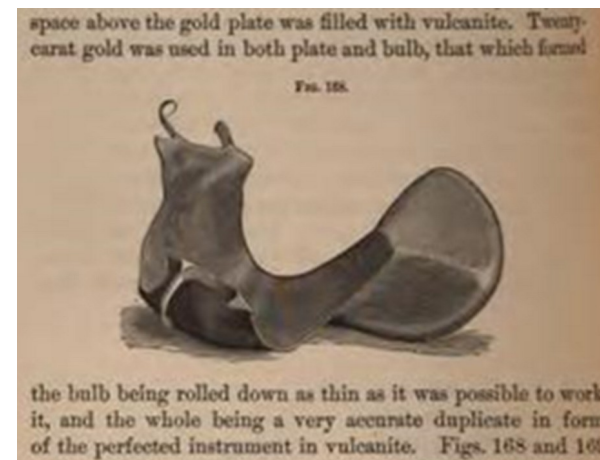 space above the gold plate was filled with vulcanite. Twenty-
carat gold was used in both plate and bulb, that which formed
Fig. 168.
the bulb being rolled down as thin as it was possible to work
it, and the whole being a very accurate duplicate in form
of the perfected instrument in vulcanite. Figs. 168 and 169